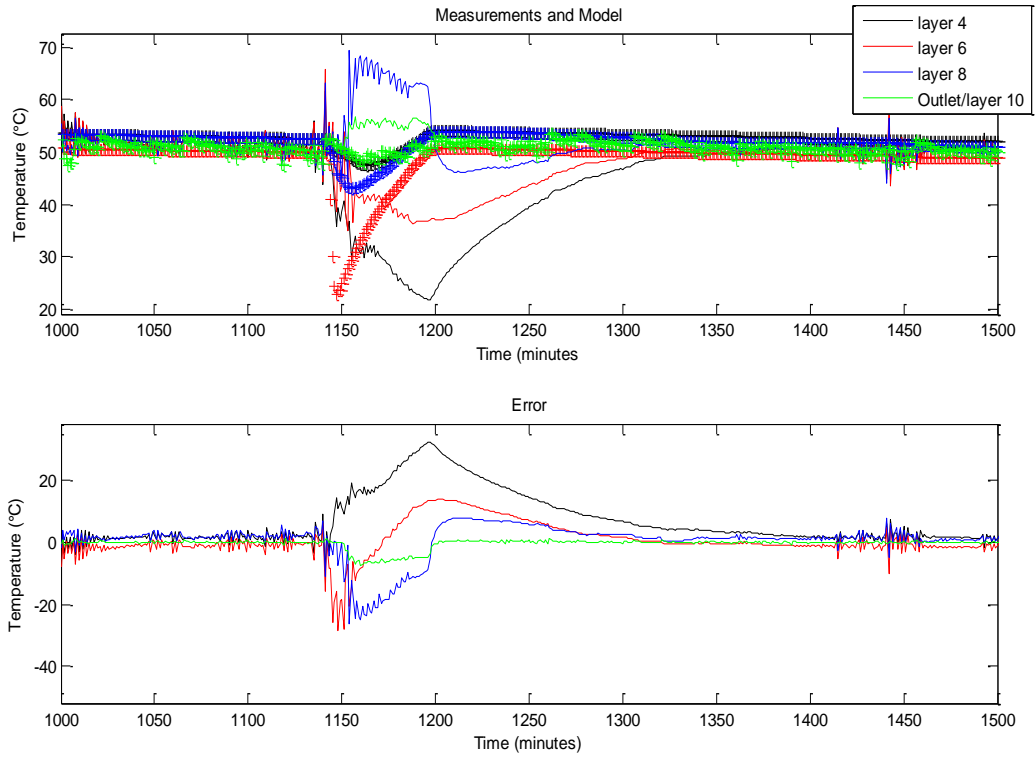 Measurements and Model
layer 4
layer 6
layer 8
Outlet/layer 10
Temperature (°C)
70
60
50
40
30
20
1000 1050 1100 1150 1200 1250 1300 1350 1400 1450 1500
Time (minutes
Error
Temperature (°C)
20
0
-20
-40
1000 1050 1100 1150 1200 1250 1300 1350 1400 1450 1500
Time (minutes)